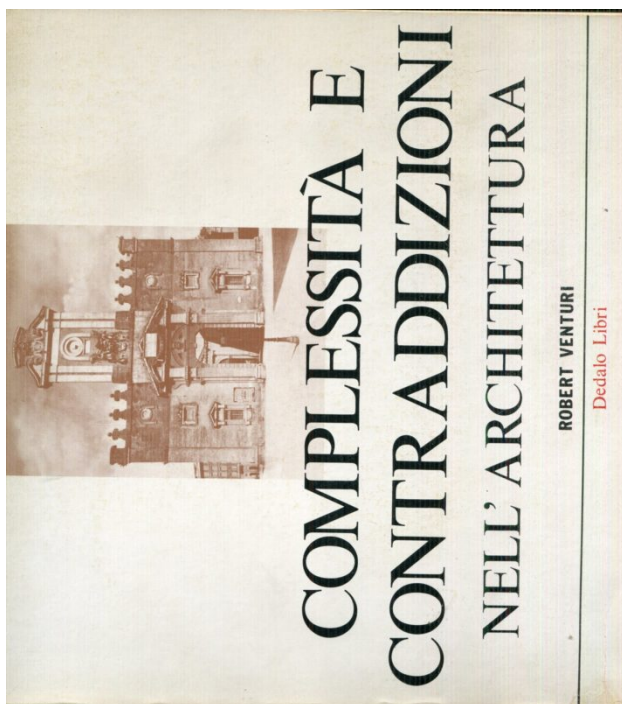 COMPLESSITÀ E
CONTRADDIZIONI
NELL' ARCHITETTURA
ROBERT VENTURI
Dedalo Libri